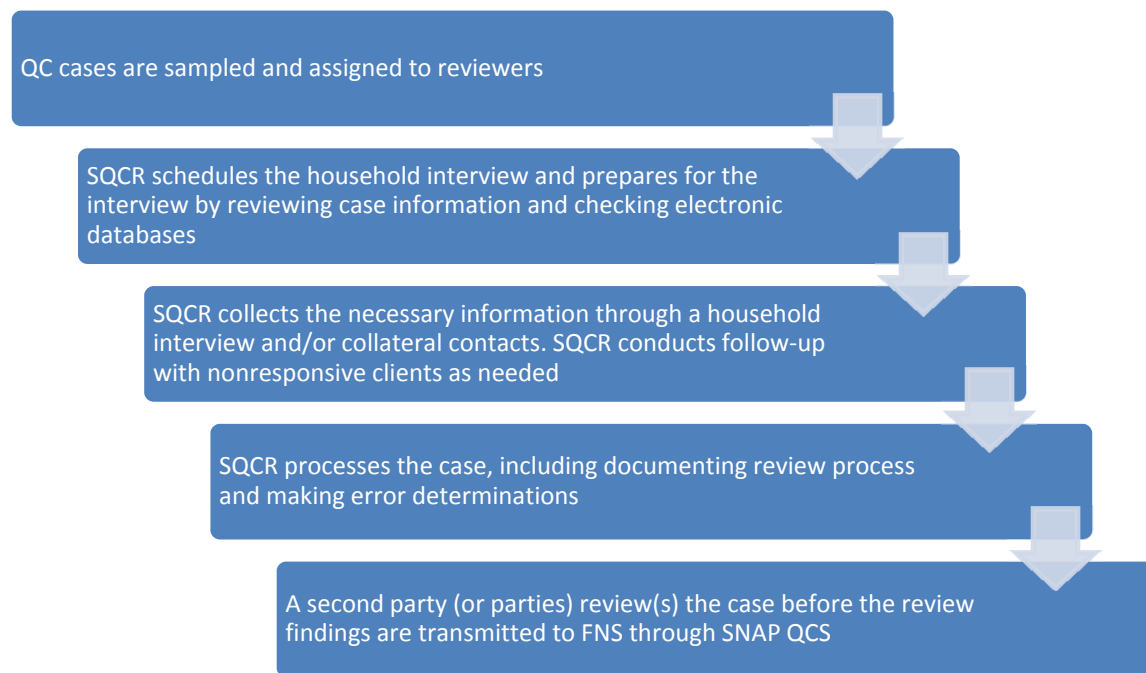 QC cases are sampled and assigned to reviewers
SQCR schedules the household interview and prepares for the
interview by reviewing case information and checking electronic
databases
SQCR collects the necessary information through a household
interview and/or collateral contacts. SQCR conducts follow-up
with nonresponsive clients as needed
SQCR processes the case, including documenting review process
and making error determinations
A second party (or parties) review(s) the case before the review
findings are transmitted to FNS through SNAP QCS